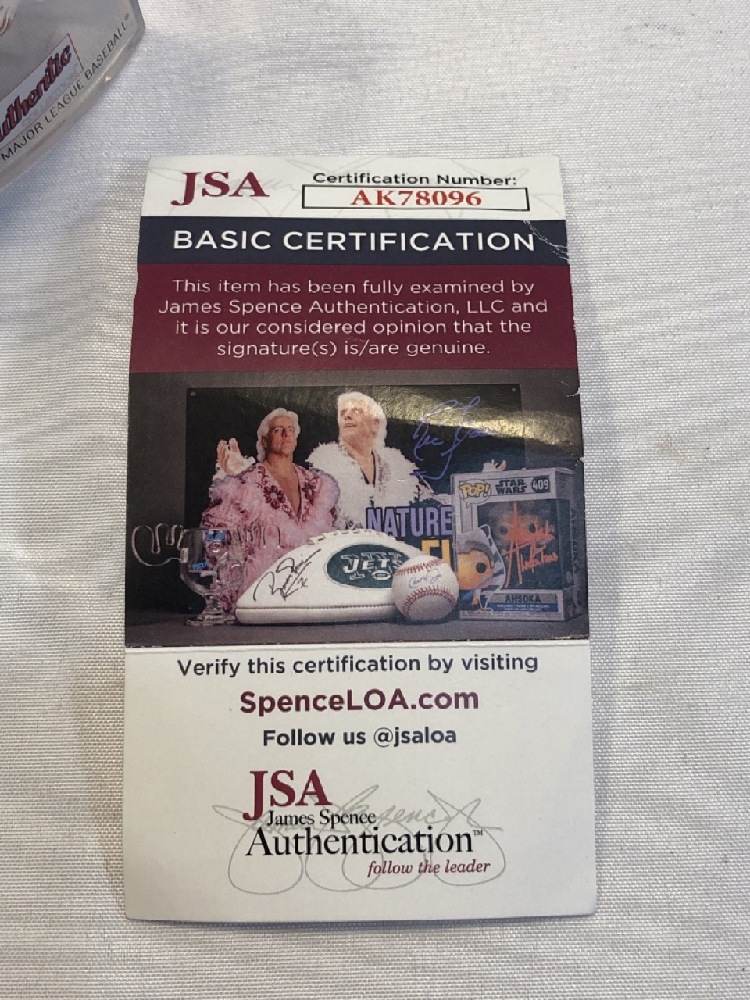 Authentic
MAJOR LEAGUE BASEBALL
JSA
Certification Number:
AK78096
BASIC CERTIFICATION
This item has been fully examined by
James Spence Authentication, LLC and
it is our considered opinion that the
signature(s) is/are genuine.
NATURE
JETS
POP! STAR WARS 409
AHSOKA
Verify this certification by visiting
SpenceLOA.com
Follow us @jsaloa
JSA
James Spence
Authentication™
follow the leader